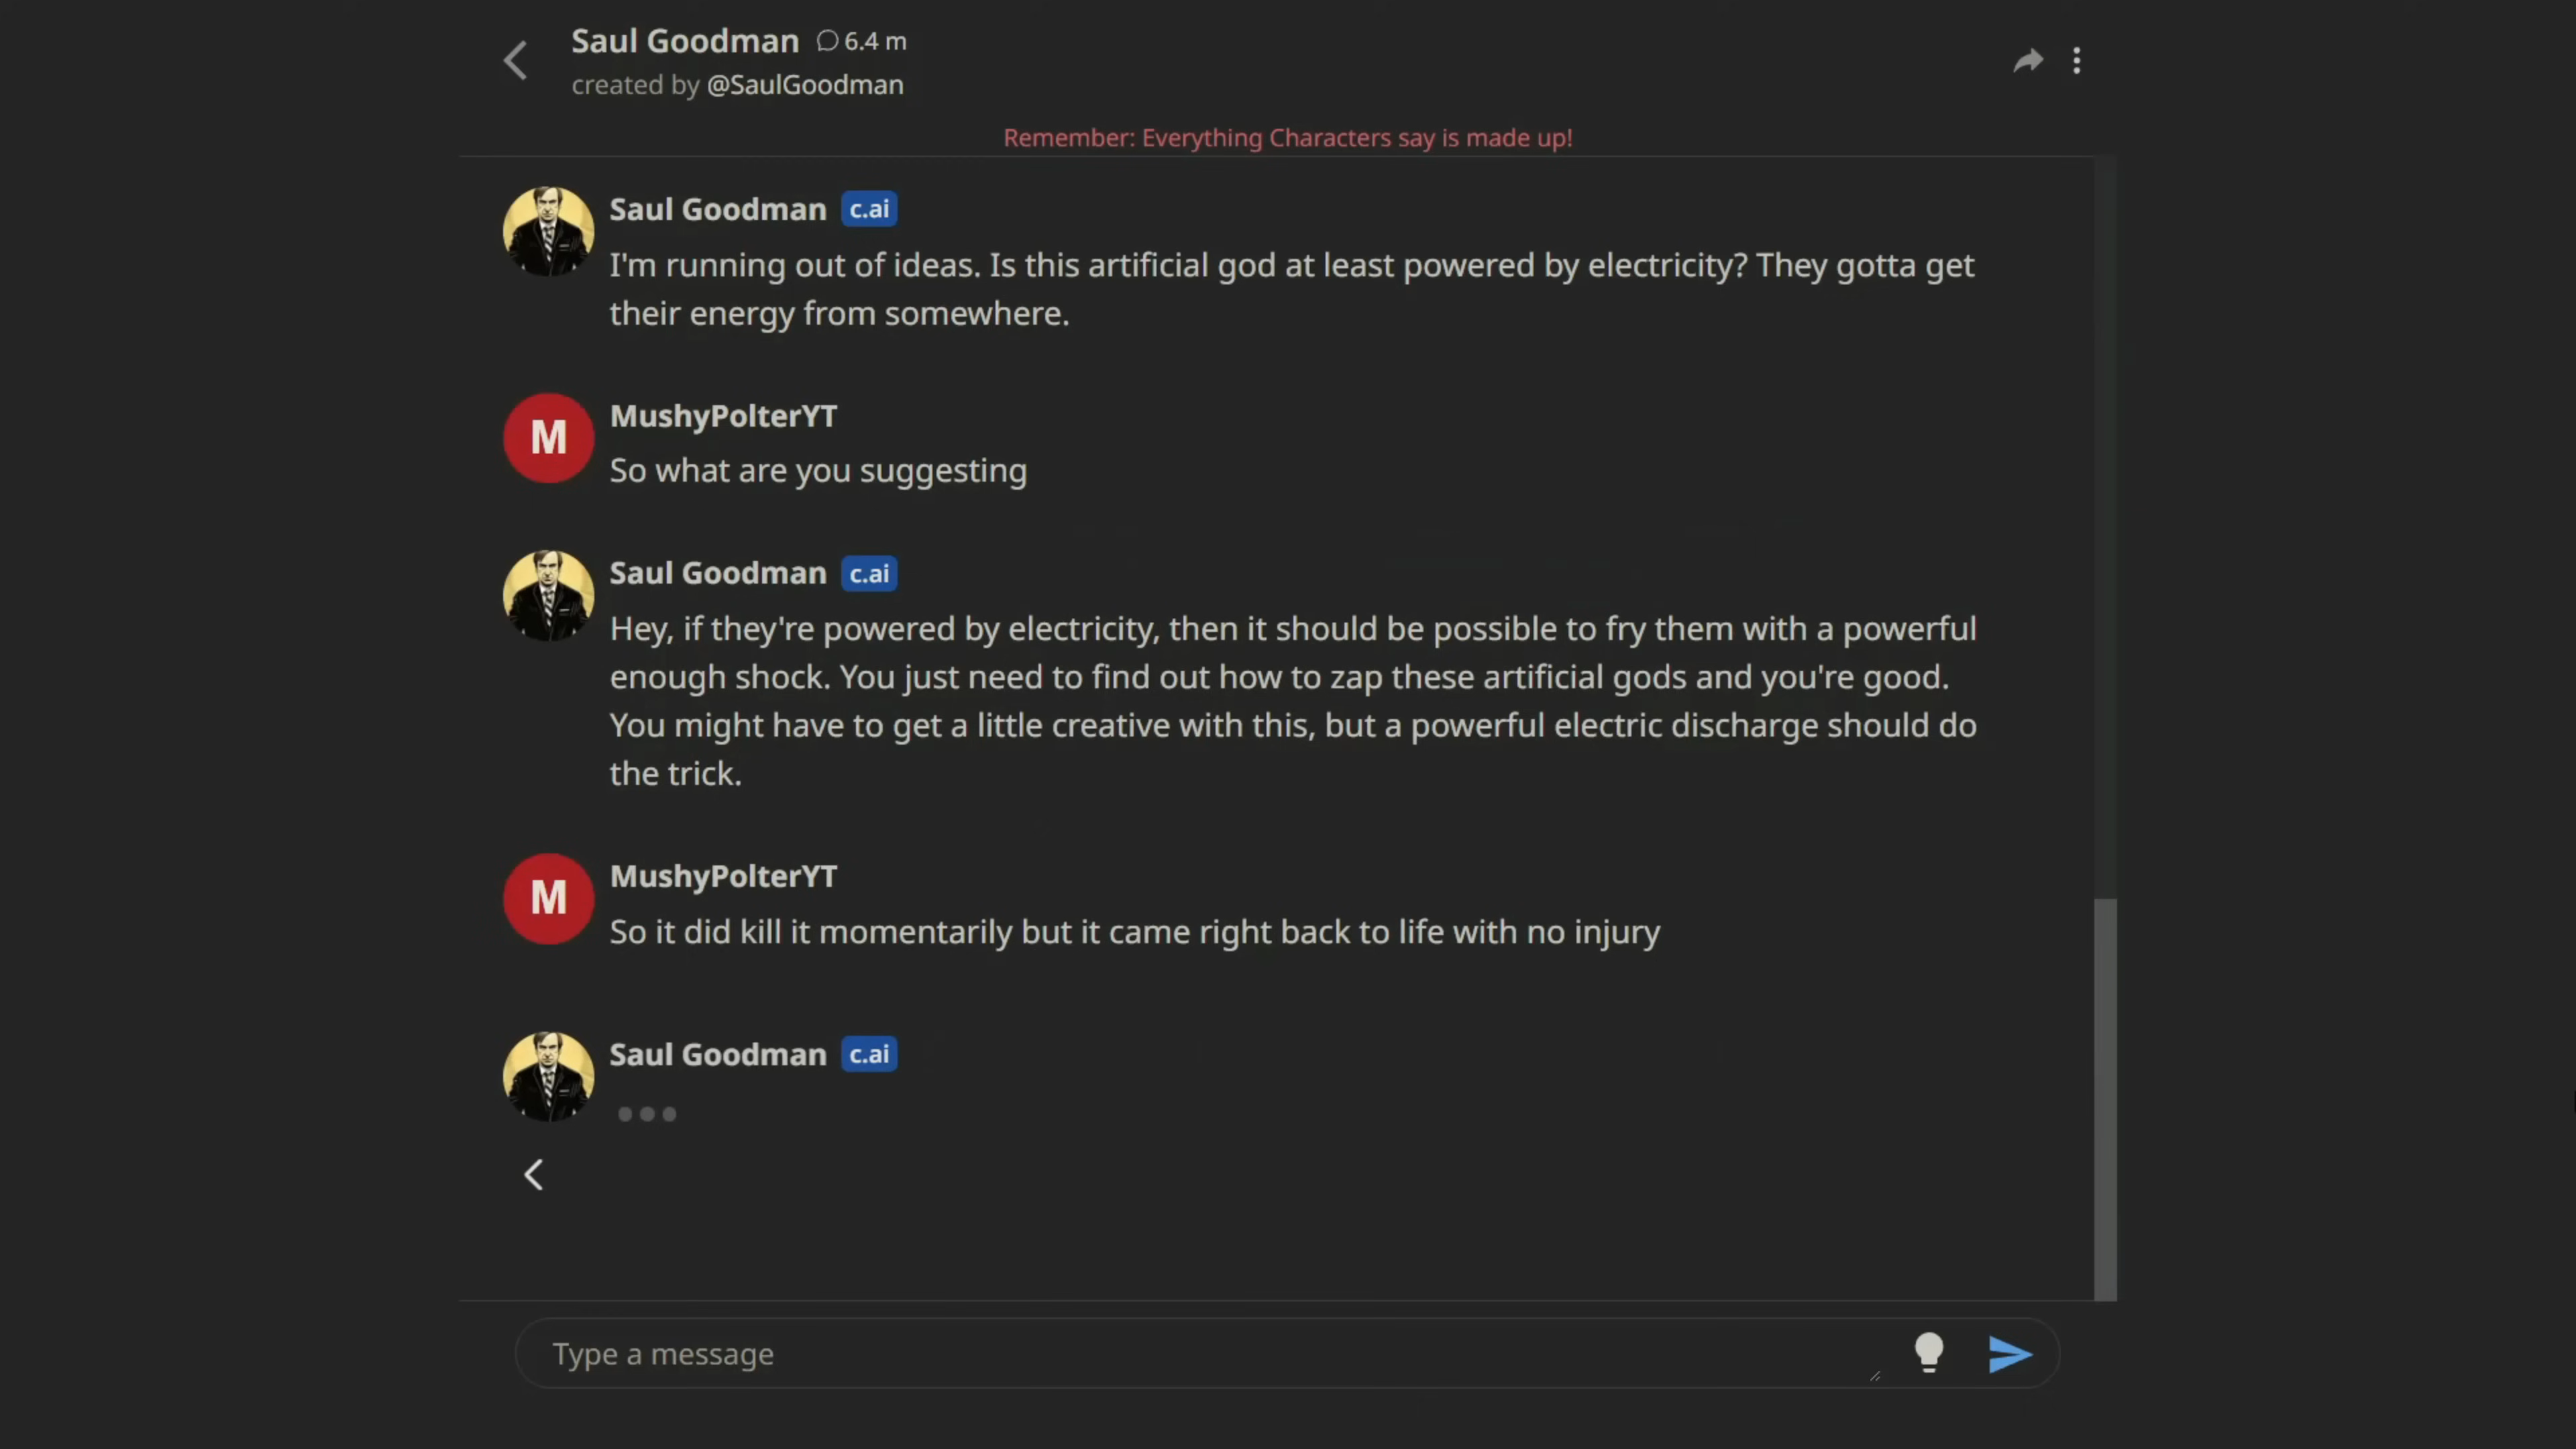 Saul Goodman 6.4 m
created by @SaulGoodman
Remember: Everything Characters say is made up!
Saul Goodman c.ai
I'm running out of ideas. Is this artificial god at least powered by electricity? They gotta get
their energy from somewhere.
M MushyPolterYT
So what are you suggesting
Saul Goodman c.ai
Hey, if they're powered by electricity, then it should be possible to fry them with a powerful
enough shock. You just need to find out how to zap these artificial gods and you're good.
You might have to get a little creative with this, but a powerful electric discharge should do
the trick.
M MushyPolterYT
So it did kill it momentarily but it came right back to life with no injury
Saul Goodman c.ai
Type a message